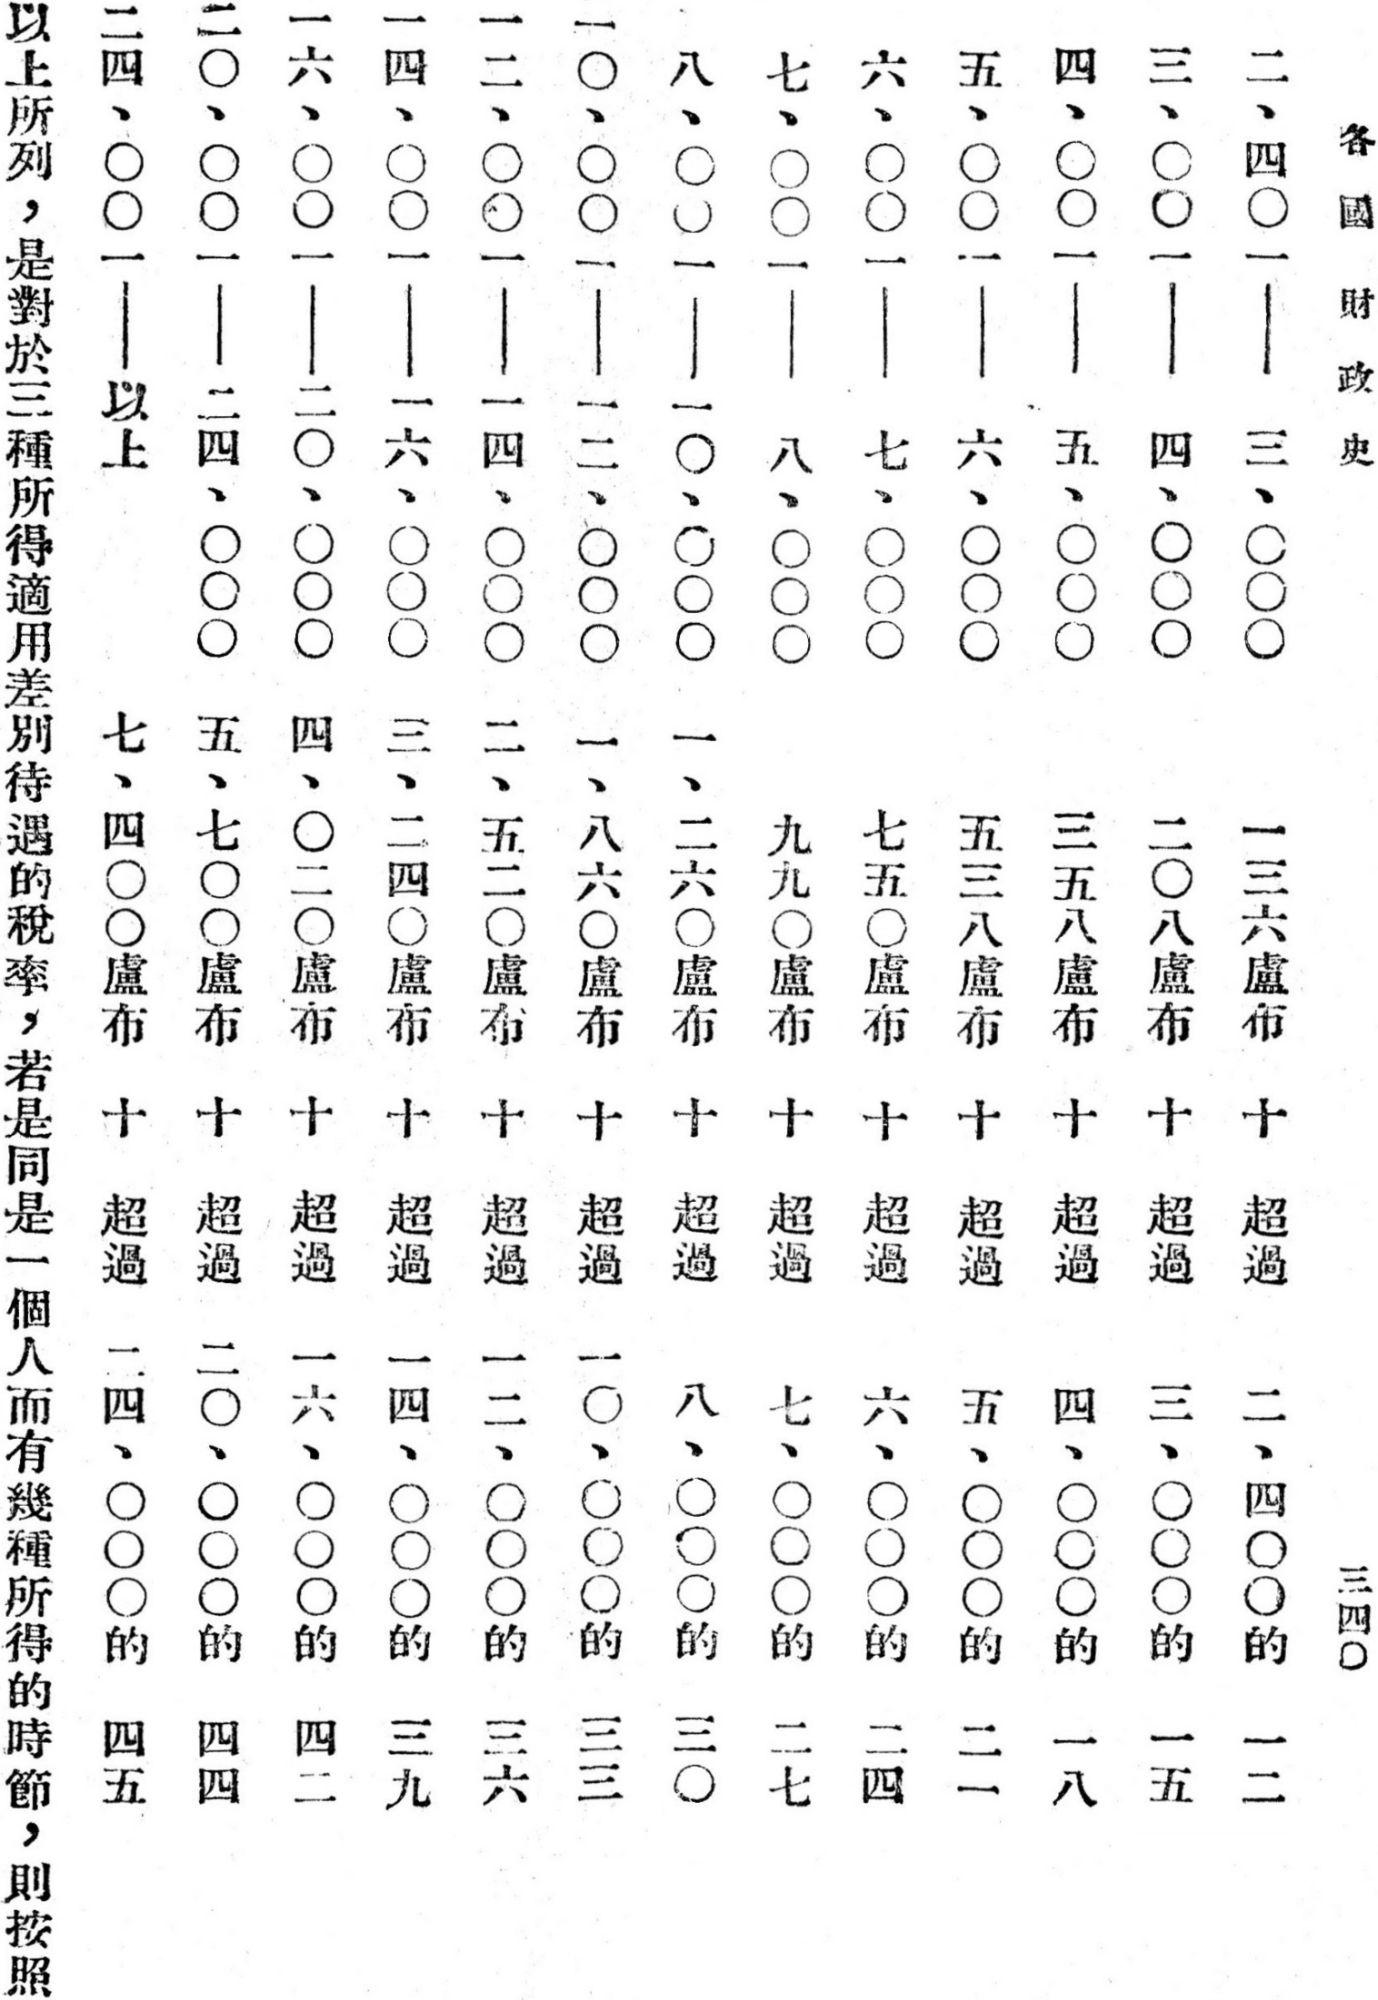 各國財政史 三四〇
二、四〇一——三、〇〇〇 一三六盧布 十 超過 二、四〇〇的 一二
三、〇〇一——四、〇〇〇 二〇八盧布 十 超過 三、〇〇〇的 一五
四、〇〇一——五、〇〇〇 三五八盧布 十 超過 四、〇〇〇的 一八
五、〇〇一——六、〇〇〇 五三八盧布 十 超過 五、〇〇〇的 二一
六、〇〇一——七、〇〇〇 七五〇盧布 十 超過 六、〇〇〇的 二四
七、〇〇一——八、〇〇〇 九九〇盧布 十 超過 七、〇〇〇的 二七
八、〇〇一——一〇、〇〇〇 一、二六〇盧布 十 超過 八、〇〇〇的 三〇
一〇、〇〇一——一二、〇〇〇 一、八六〇盧布 十 超過 一〇、〇〇〇的 三三
一二、〇〇一——一四、〇〇〇 二、五二〇盧布 十 超過 一二、〇〇〇的 三六
一四、〇〇一——一六、〇〇〇 三、二四〇盧布 十 超過 一四、〇〇〇的 三九
一六、〇〇一——二〇、〇〇〇 四、〇二〇盧布 十 超過 一六、〇〇〇的 四二
二〇、〇〇一——二四、〇〇〇 五、七〇〇盧布 十 超過 二〇、〇〇〇的 四四
二四、〇〇一——以上 七、四〇〇盧布 十 超過 二四、〇〇〇的 四五
以上所列，是對於三種所得適用差別待遇的稅率，若是同是一個人而有幾種所得的時節，則按照